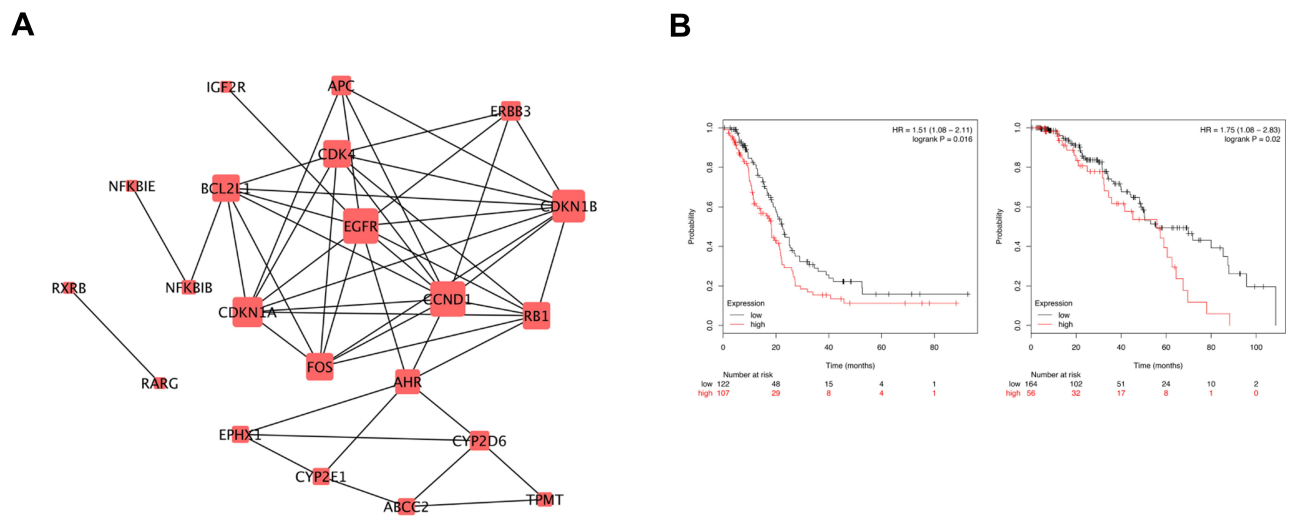 A
B
IGF2R
APC
ERBB3
CDK4
NFKBIE
BCL2L1
CDKN1B
EGFR
RXRB
NFKBIB
CCND1
CDKN1A
RB1
FOS
RARG
AHR
EPHX1
CYP2D6
CYP2E1
ABCC2
TPMT
HR = 1.51 (1.08 − 2.11)
logrank P = 0.016
Probability
1.0
0.8
0.6
0.4
0.2
0.0
Expression
low
high
0 20 40 60 80
Time (months)
Number at risk
low 122 48 15 4 1
high 107 29 8 4 1
HR = 1.75 (1.08 − 2.83)
logrank P = 0.02
Probability
1.0
0.8
0.6
0.4
0.2
0.0
Expression
low
high
0 20 40 60 80 100
Time (months)
Number at risk
low 164 102 51 24 10 2
high 56 32 17 8 1 0